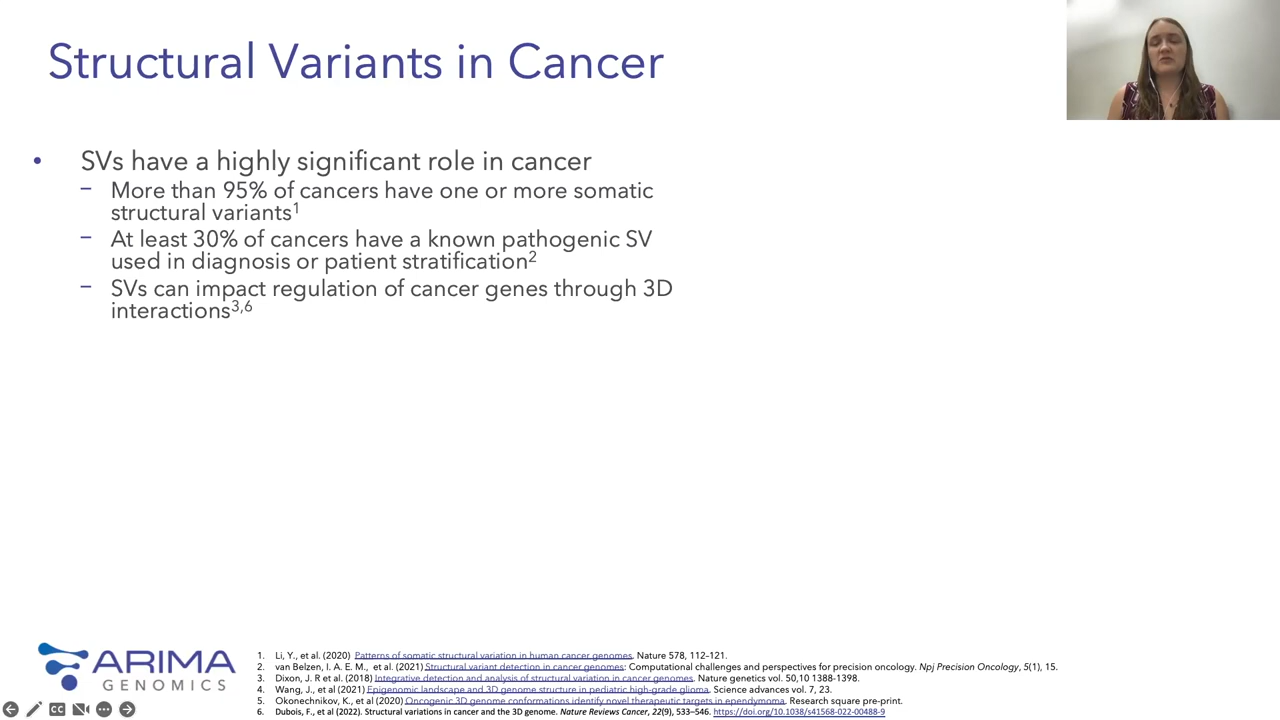 Structural Variants in Cancer
• SVs have a highly significant role in cancer
– More than 95% of cancers have one or more somatic
structural variants1
– At least 30% of cancers have a known pathogenic SV
used in diagnosis or patient stratification2
– SVs can impact regulation of cancer genes through 3D
interactions3,6
ARIMA
GENOMICS
1. Li, Y., et al. (2020) Patterns of somatic structural variation in human cancer genomes. Nature 578, 112–121.
2. van Belzen, I. A. E. M., et al. (2021) Structural variant detection in cancer genomes: Computational challenges and perspectives for precision oncology. Npj Precision Oncology, 5(1), 15.
3. Dixon, J. R et al. (2018) Integrative detection and analysis of structural variation in cancer genomes. Nature genetics vol. 50,10 1388-1398.
4. Wang, J., et al (2021) Epigenomic landscape and 3D genome structure in pediatric high-grade glioma. Science advances vol. 7, 23.
5. Okonechnikov, K., et al (2020) Oncogenic 3D genome conformations identify novel therapeutic targets in ependymoma. Research square pre-print.
6. Dubois, F., et al (2022). Structural variations in cancer and the 3D genome. Nature Reviews Cancer, 22(9), 533–546. https://doi.org/10.1038/s41568-022-00488-9
CC